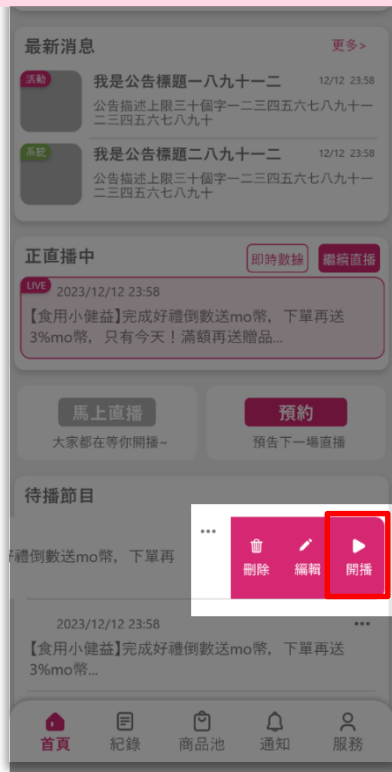 最新消息
更多>
活動
我是公告標題一八九十一二
12/12 23:58
公告描述上限三十個字一二三四五六七八九十一
二三四五六七八九十
系統
我是公告標題二八九十一二
12/12 23:58
公告描述上限三十個字一二三四五六七八九十一
二三四五六七八九十
正直播中
即時數據
繼續直播
LIVE
2023/12/12 23:58
【食用小健益】完成好禮倒數送mo幣，下單再送
3%mo幣，只有今天！滿額再送贈品...
馬上直播
大家都在等你開播~
預約
預告下一場直播
待播節目
...
禮倒數送mo幣，下單再
刪除
編輯
開播
2023/12/12 23:58
...
【食用小健益】完成好禮倒數送mo幣，下單再送
3%mo幣...
首頁
紀錄
商品池
通知
服務